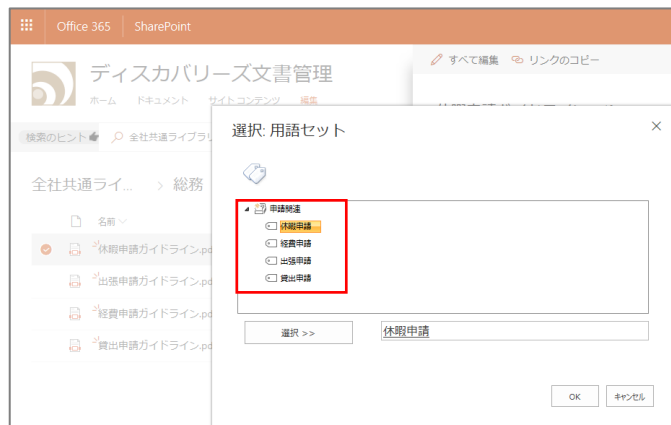 Office 365 SharePoint
ディスカバリーズ文書管理
ホーム ドキュメント サイト コンテンツ 編集
すべて編集 リンクのコピー
検索のヒント 全社共通ライブラリ
全社共通ライ... > 総務
名前
休暇申請ガイドライン.pd
出張申請ガイドライン.pd
経費申請ガイドライン.pd
貸出申請ガイドライン.pd
選択: 用語セット
申請関連
休暇申請
経費申請
出張申請
貸出申請
選択 >>
休暇申請
OK キャンセル